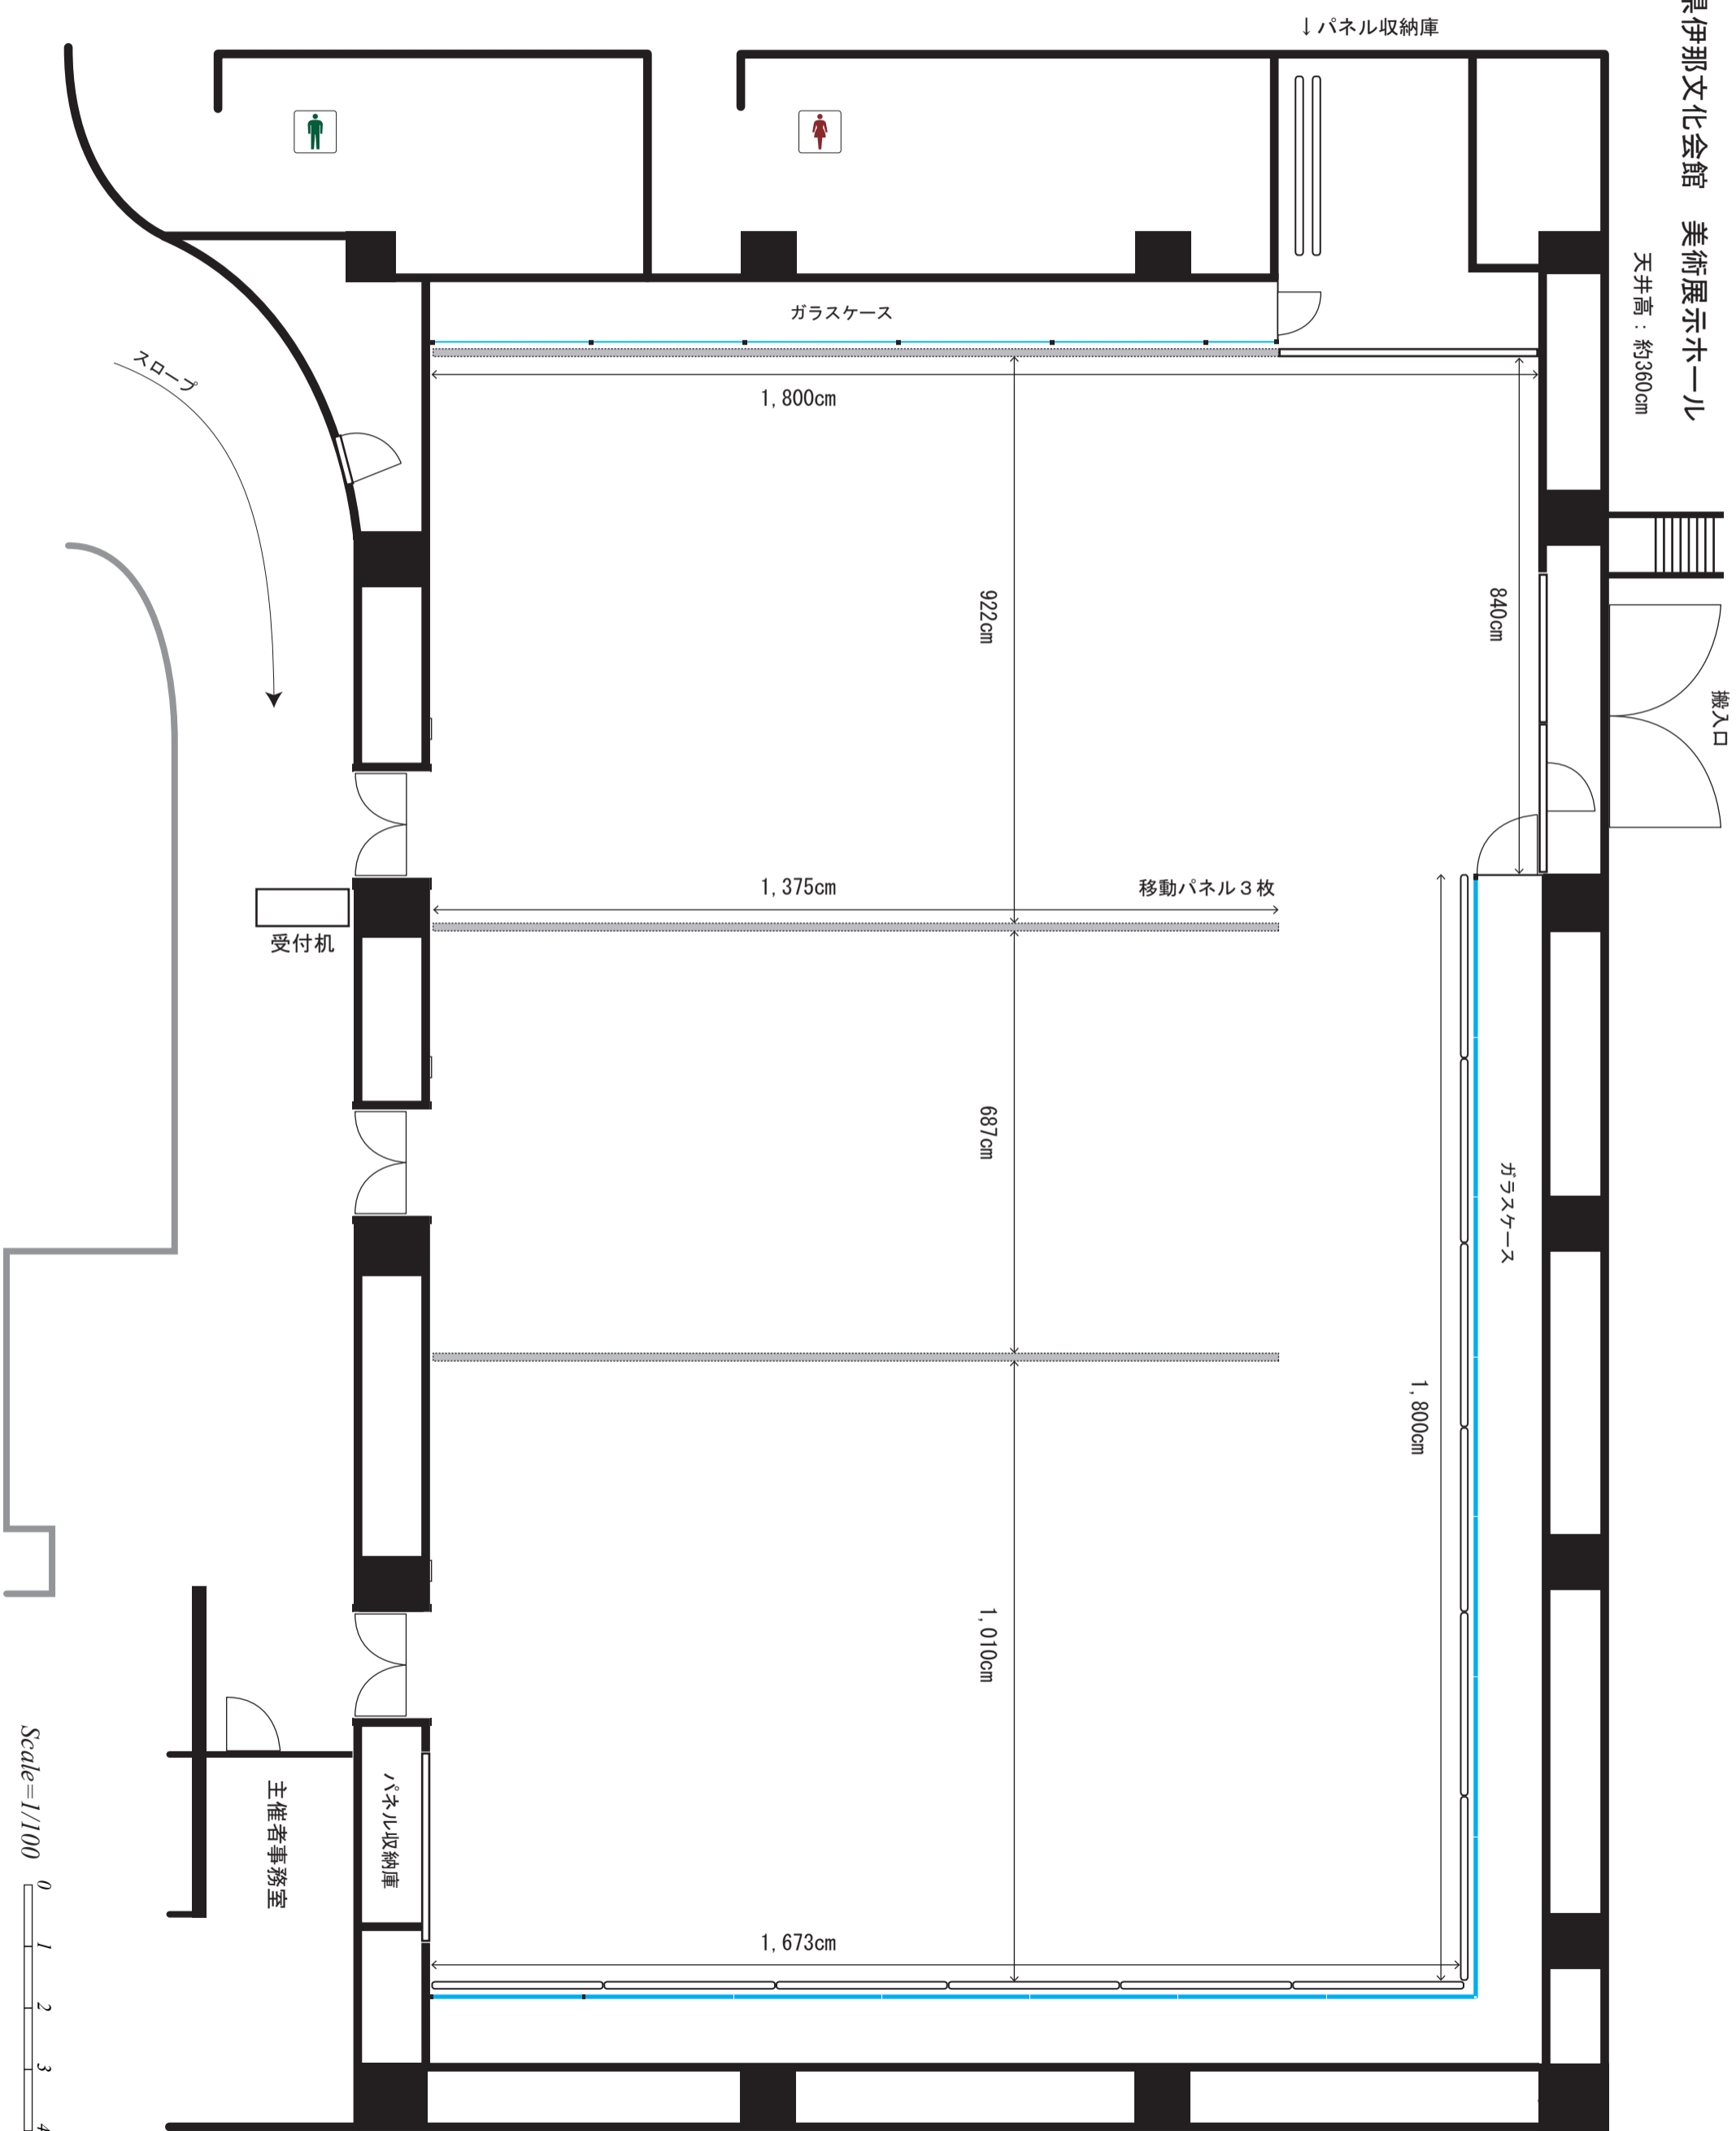 県伊那文化会館　美術展示ホール
天井高：約360cm
↓パネル収納庫
ガラスケース
1,800cm
スロープ
922cm
840cm
搬入口
1,375cm
移動パネル３枚
受付机
687cm
ガラスケース
1,800cm
1,010cm
パネル収納庫
主催者事務室
1,673cm
Scale=1/100
0 1 2 3 4